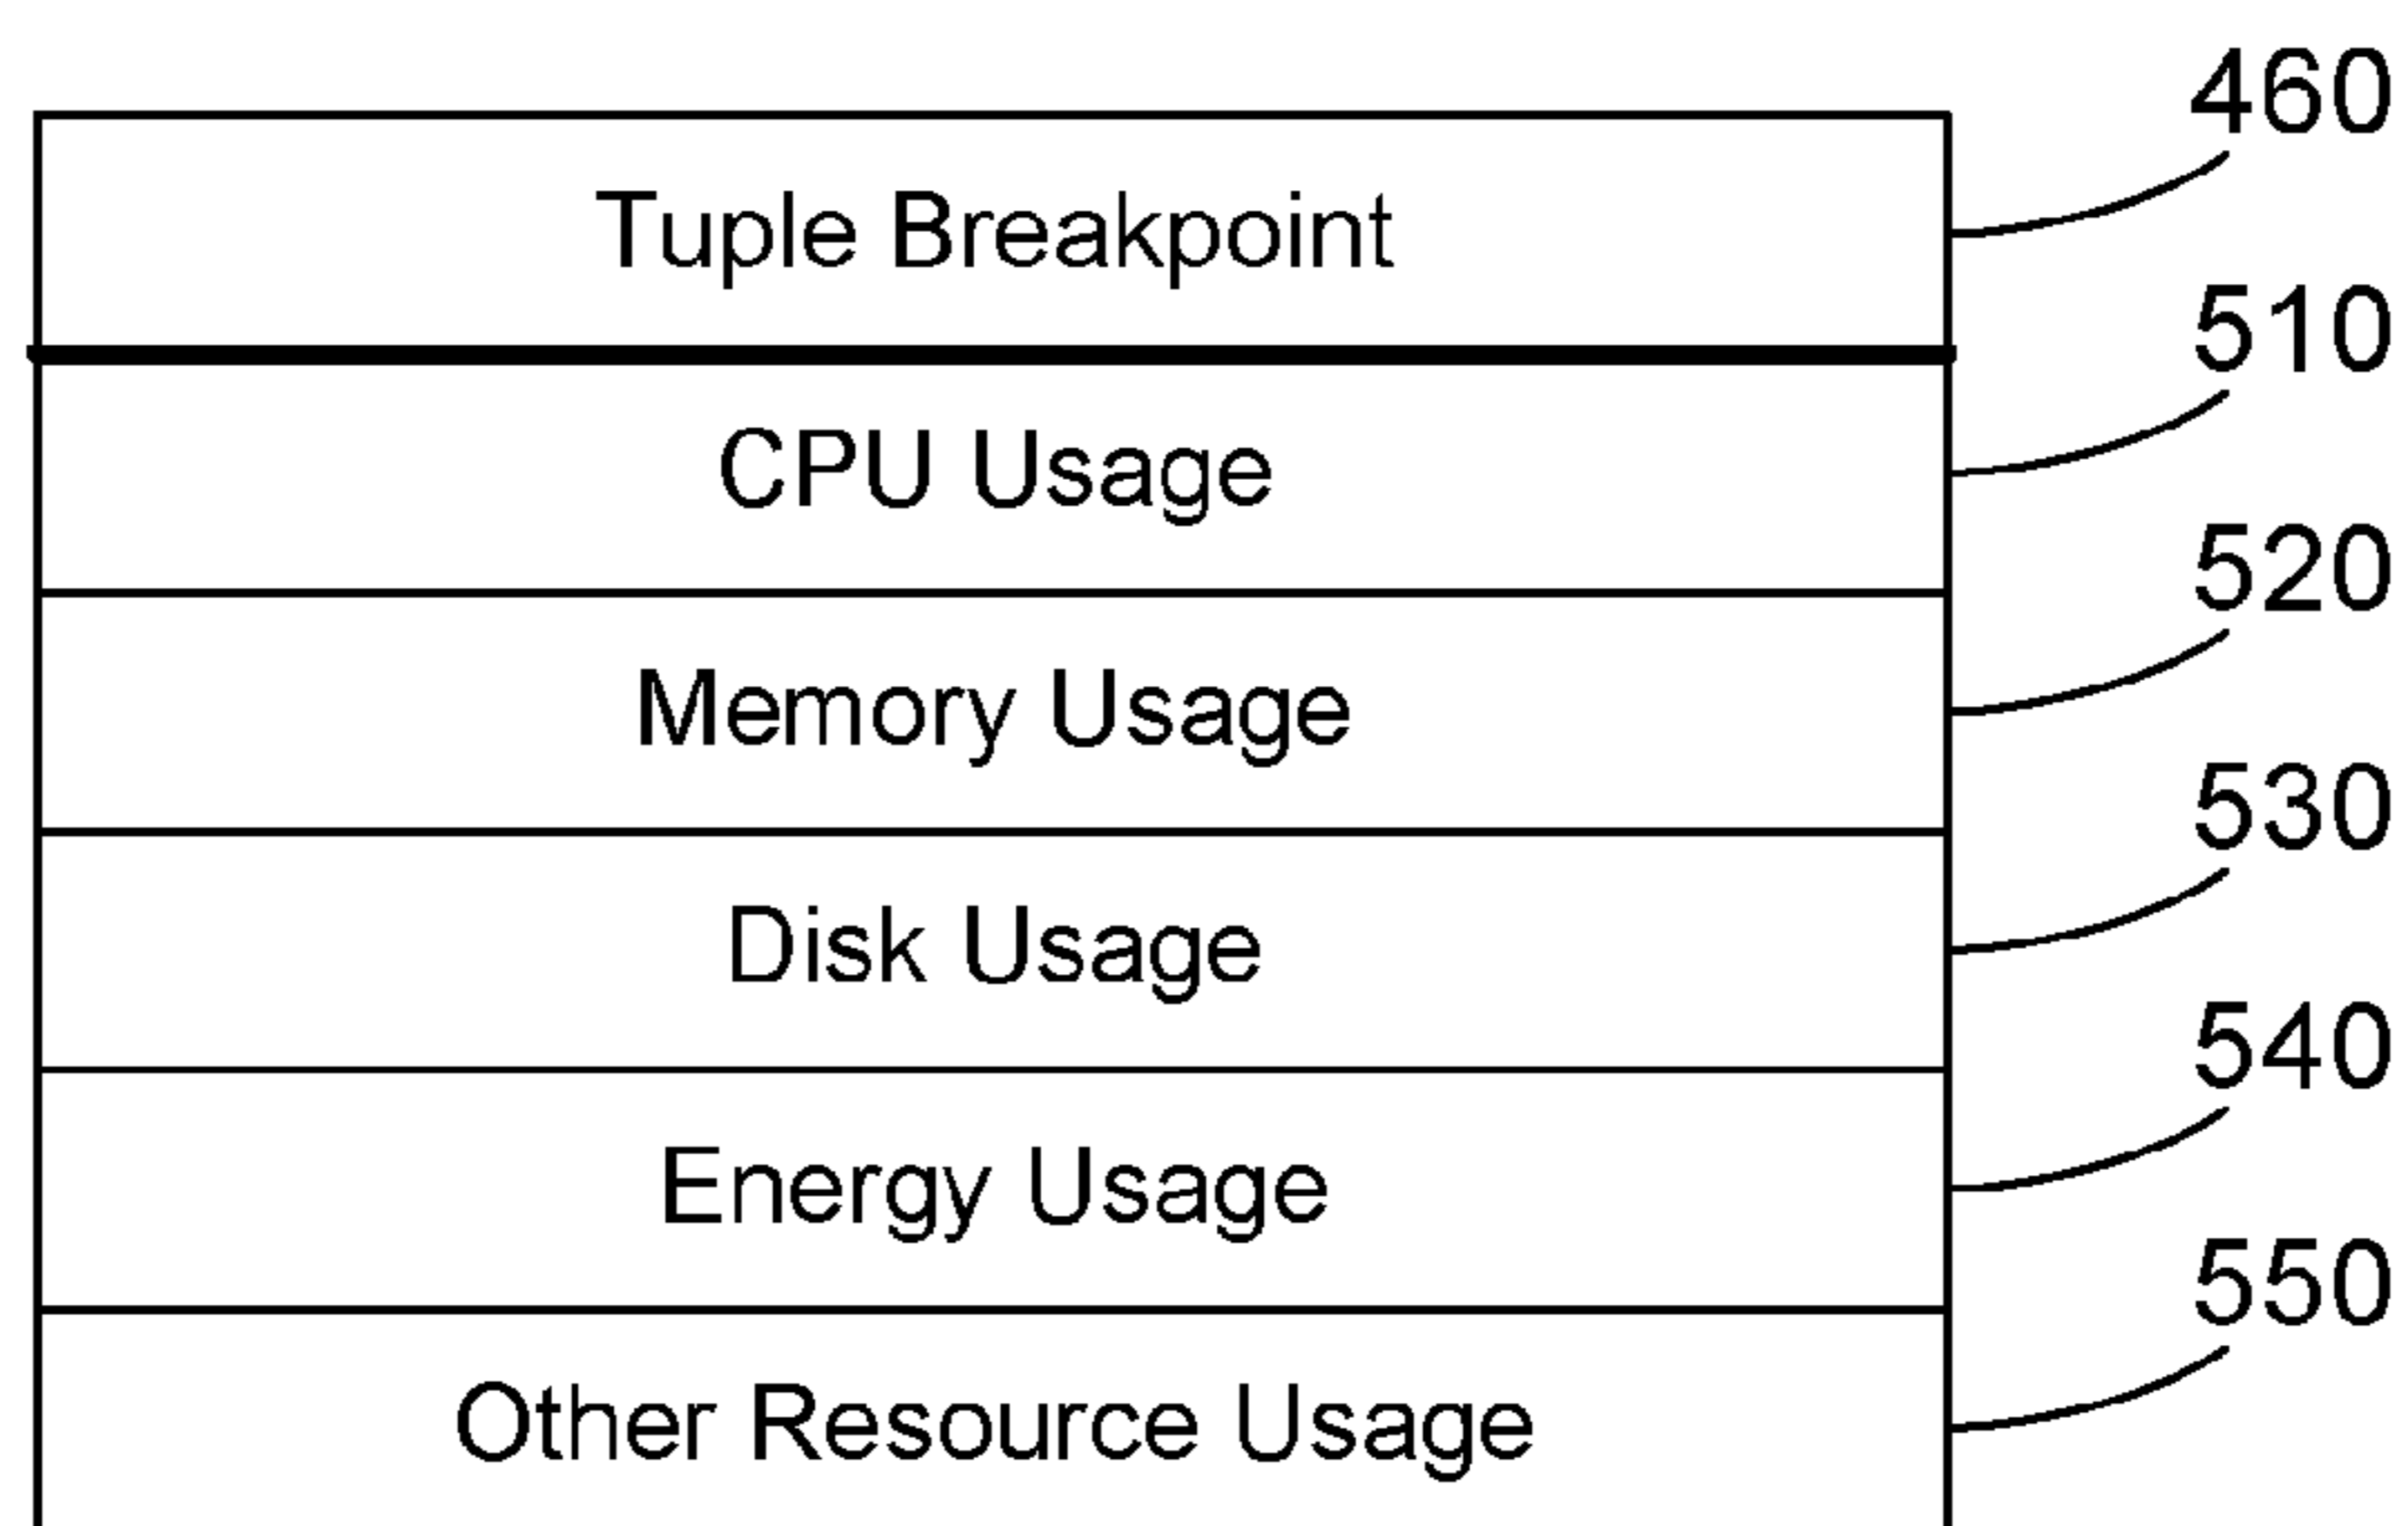 460
Tuple Breakpoint
510
CPU Usage
520
Memory Usage
530
Disk Usage
540
Energy Usage
550
Other Resource Usage